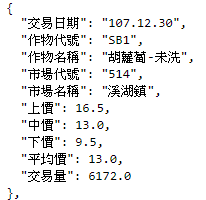 {
"交易日期": "107.12.30",
"作物代號": "SB1",
"作物名稱": "胡蘿蔔-未洗",
"市場代號": "514",
"市場名稱": "溪湖鎮",
"上價": 16.5,
"中價": 13.0,
"下價": 9.5,
"平均價": 13.0,
"交易量": 6172.0
},